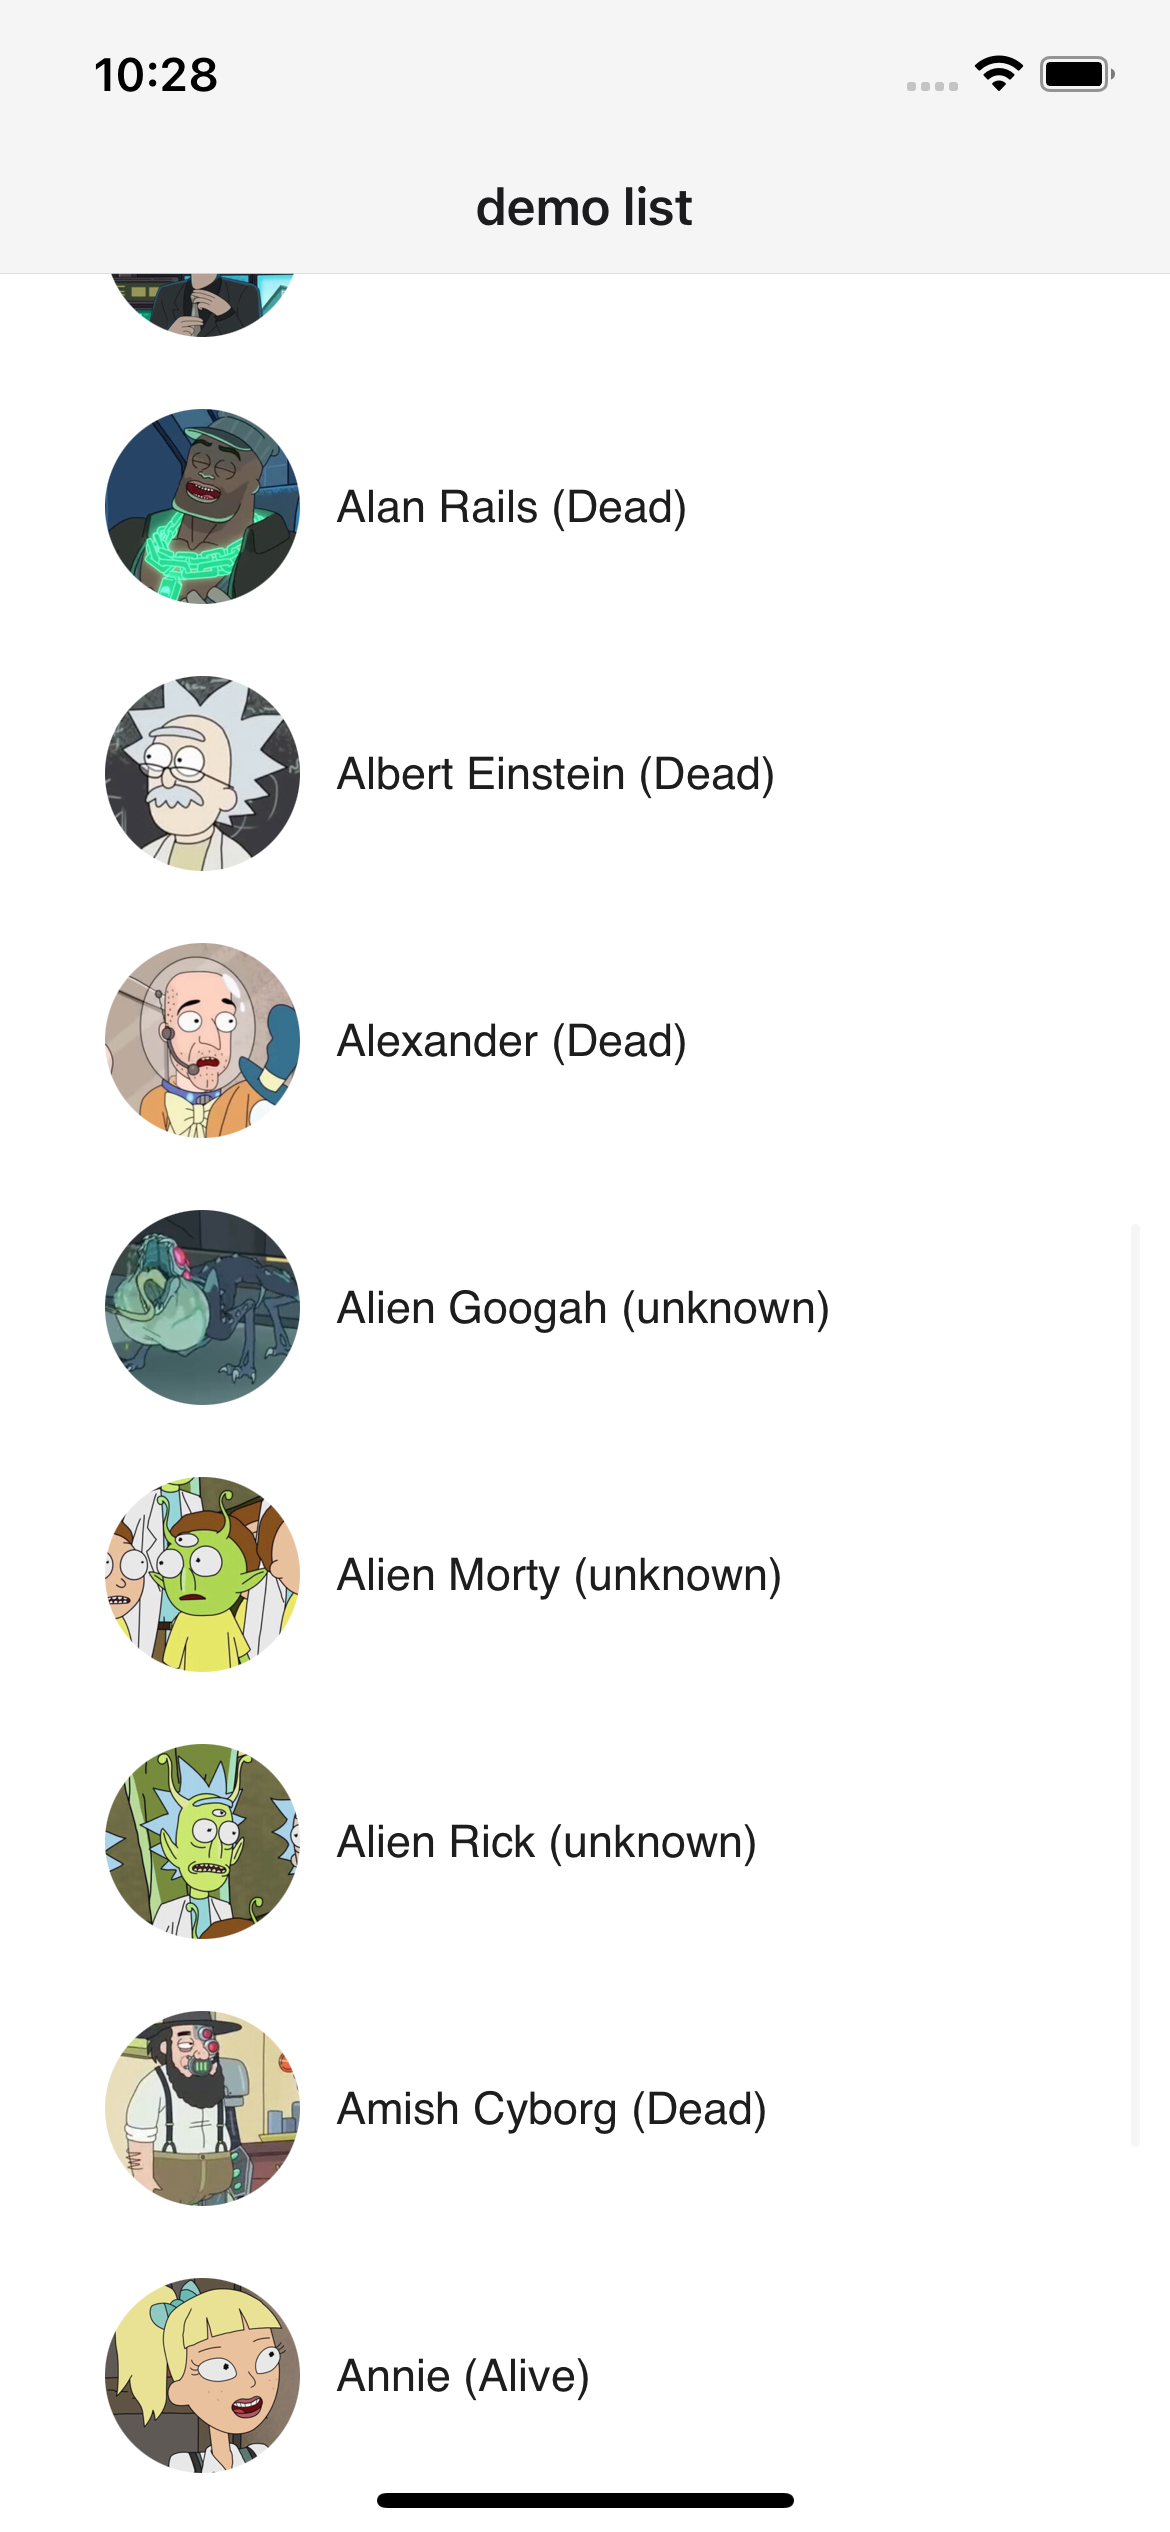 10:28
demo list
Alan Rails (Dead)
Albert Einstein (Dead)
Alexander (Dead)
Alien Googah (unknown)
Alien Morty (unknown)
Alien Rick (unknown)
Amish Cyborg (Dead)
Annie (Alive)